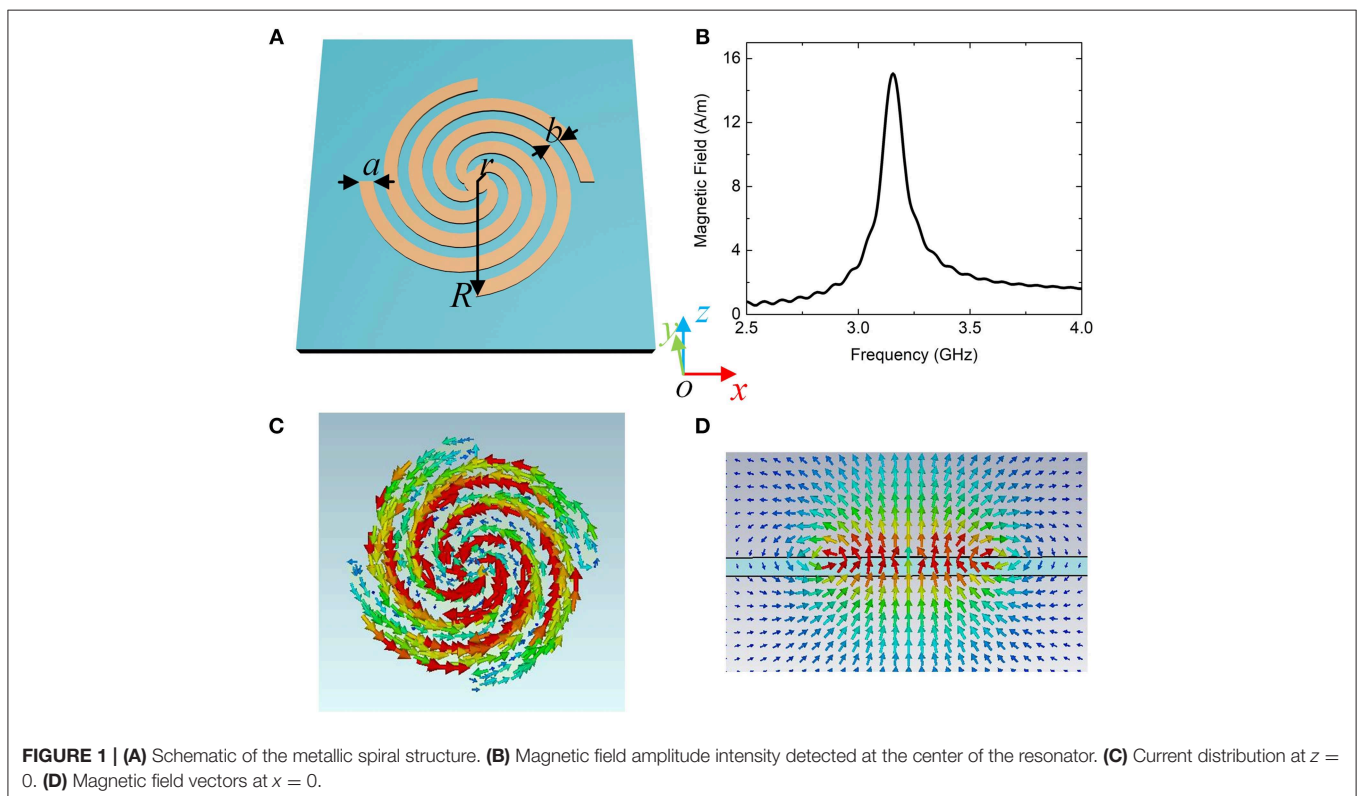 A
a
b
r
R
z
y
o
x
B
16
12
8
4
0
Magnetic Field (A/m)
2.5 3.0 3.5 4.0
Frequency (GHz)
C
D
FIGURE 1 | (A) Schematic of the metallic spiral structure. (B) Magnetic field amplitude intensity detected at the center of the resonator. (C) Current distribution at z =
0. (D) Magnetic field vectors at x = 0.